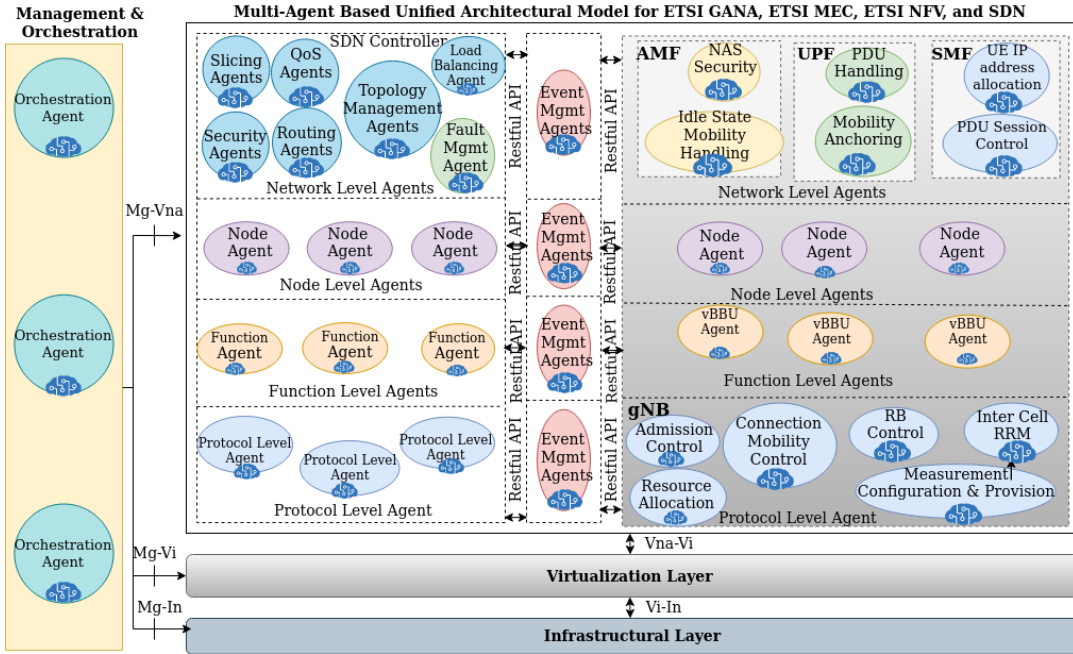 Management &
Orchestration
Multi-Agent Based Unified Architectural Model for ETSI GANA, ETSI MEC, ETSI NFV, and SDN
Orchestration
Agent
Orchestration
Agent
Orchestration
Agent
Mg-Vna
Mg-Vi
Mg-In
SDN Controller
Slicing
Agents
QoS
Agents
Topology
Management
Agents
Load
Balancing
Agent
Security
Agents
Routing
Agents
Fault
Mgmt
Agent
Network Level Agents
Node
Agent
Node
Agent
Node
Agent
Node Level Agents
Function
Agent
Function
Agent
Function
Agent
Function Level Agents
Protocol Level
Agent
Protocol Level
Agent
Protocol Level
Agent
Protocol Level Agent
Restful API
Restful API
Restful API
Restful API
Event
Mgmt
Agents
Event
Mgmt
Agents
Event
Mgmt
Agents
Event
Mgmt
Agents
Restful API
Restful API
Restful API
Restful API
AMF
NAS
Security
Idle State
Mobility
Handling
UPF
PDU
Handling
Mobility
Anchoring
SMF
UE IP
address
allocation
PDU Session
Control
Network Level Agents
Node
Agent
Node
Agent
Node
Agent
Node Level Agents
vBBU
Agent
vBBU
Agent
vBBU
Agent
Function Level Agents
gNB
Admission
Control
Connection
Mobility
Control
RB
Control
Inter Cell
RRM
Resource
Allocation
Measurement
Configuration & Provision
Protocol Level Agent
Vna-Vi
Virtualization Layer
Vi-In
Infrastructural Layer